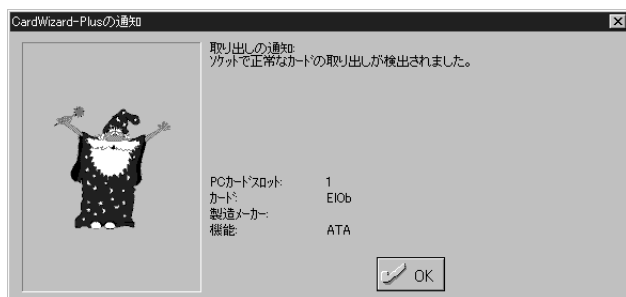 CardWizard-Plusの通知
取り出しの通知:
ソケットで正常なカードの取り出しが検出されました。
PCカードスロット: 1
カード: EIOb
製造メーカー:
機能: ATA
OK